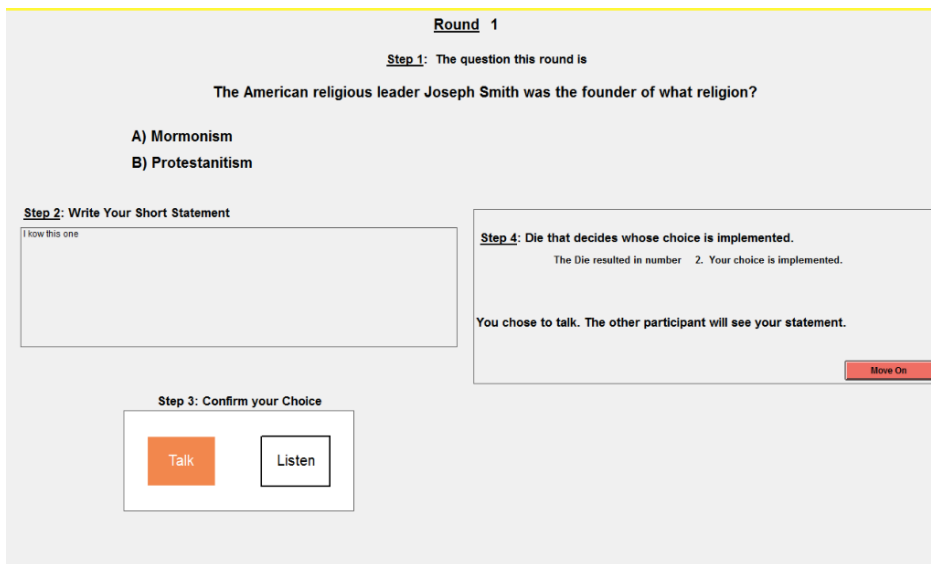 Round 1
Step 1: The question this round is
The American religious leader Joseph Smith was the founder of what religion?
A) Mormonism
B) Protestanitism
Step 2: Write Your Short Statement
I kow this one
Step 4: Die that decides whose choice is implemented.
The Die resulted in number 2. Your choice is implemented.
You chose to talk. The other participant will see your statement.
Move On
Step 3: Confirm your Choice
Talk
Listen